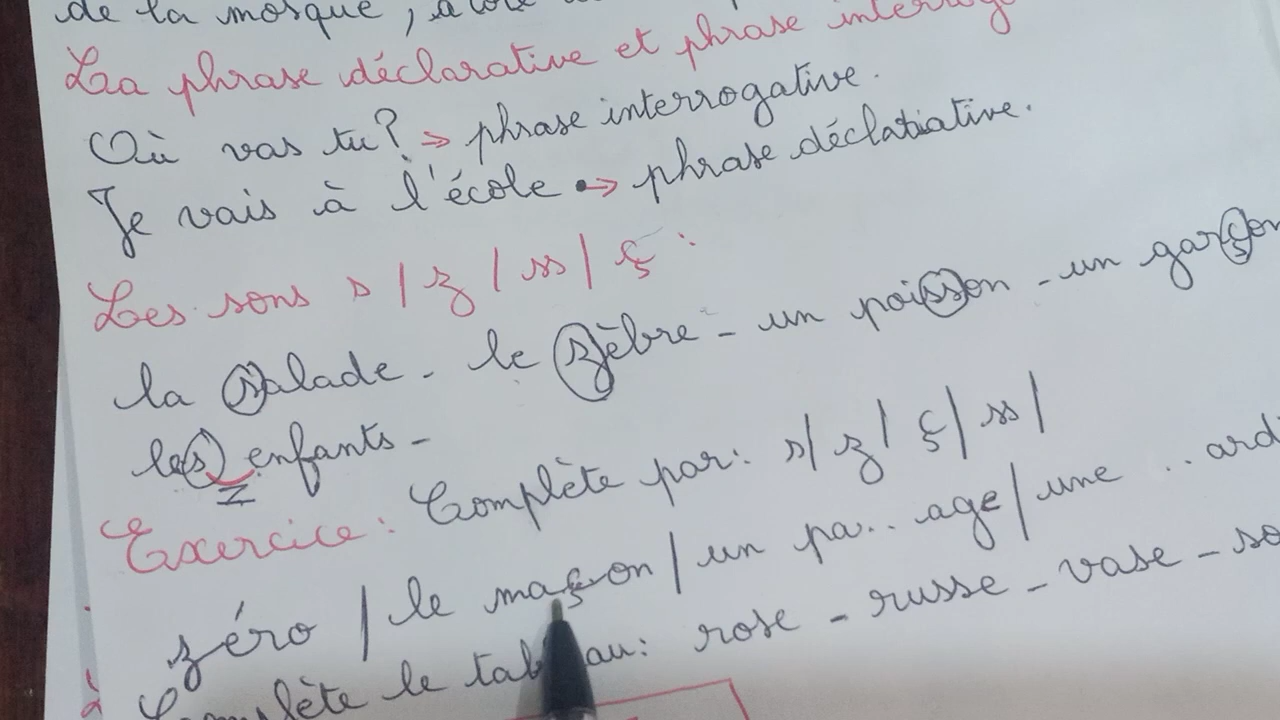 de la mosque, à
La phrase déclarative et phrase interrog
Où vas tu? → phrase interrogative.
Je vais à l'école → phrase déclatiative.
Les sons s / z / ss / ç :
la salade - le zèbre - un poisson - un garçon
les enfants -
z
Exercice : Complète par: s/ z/ ç/ ss/
zéro / le maçon / un pa.. age / une .. ard
Complète le tableau: rose - russe - vase - so